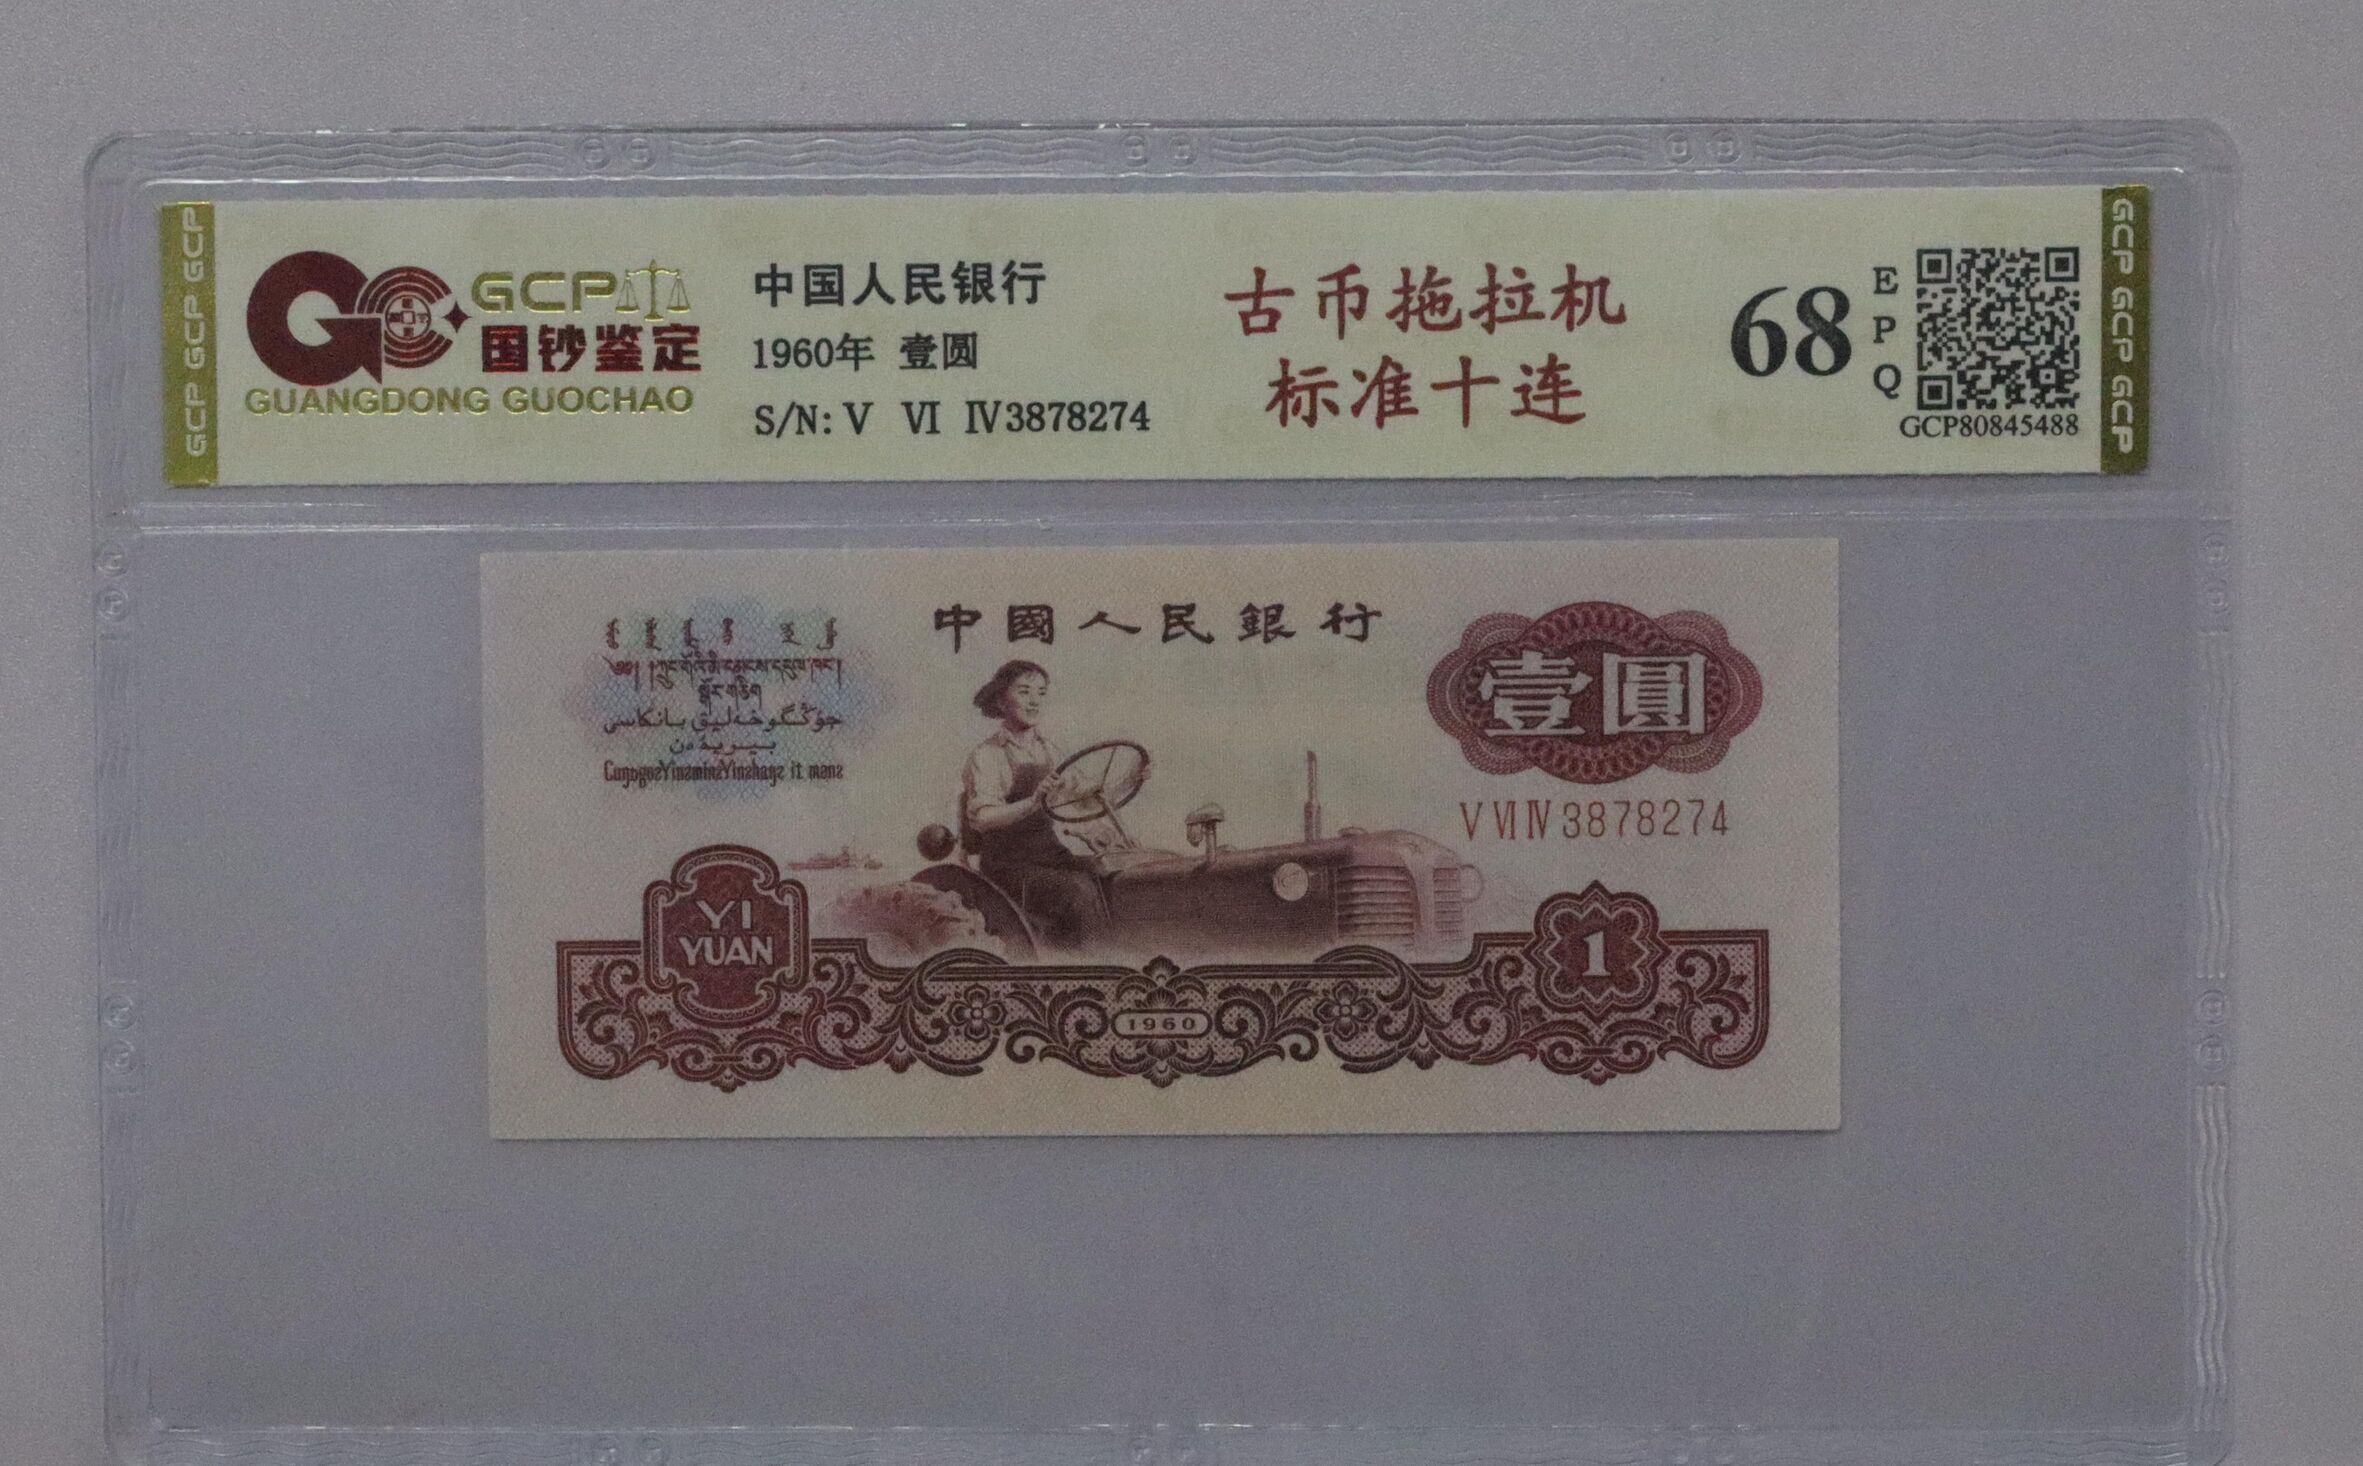 GCP GCP GCP
GCP
国钞鉴定
GUANGDONG GUOCHAO
中国人民银行
1960年 壹圆
S/N: Ⅴ Ⅵ Ⅳ3878274
古币拖拉机
标准十连
68
EPQ
GCP80845488
GCP GCP GCP
中國人民銀行
壹圓
ⅤⅥⅣ3878274
YI
YUAN
1960
1